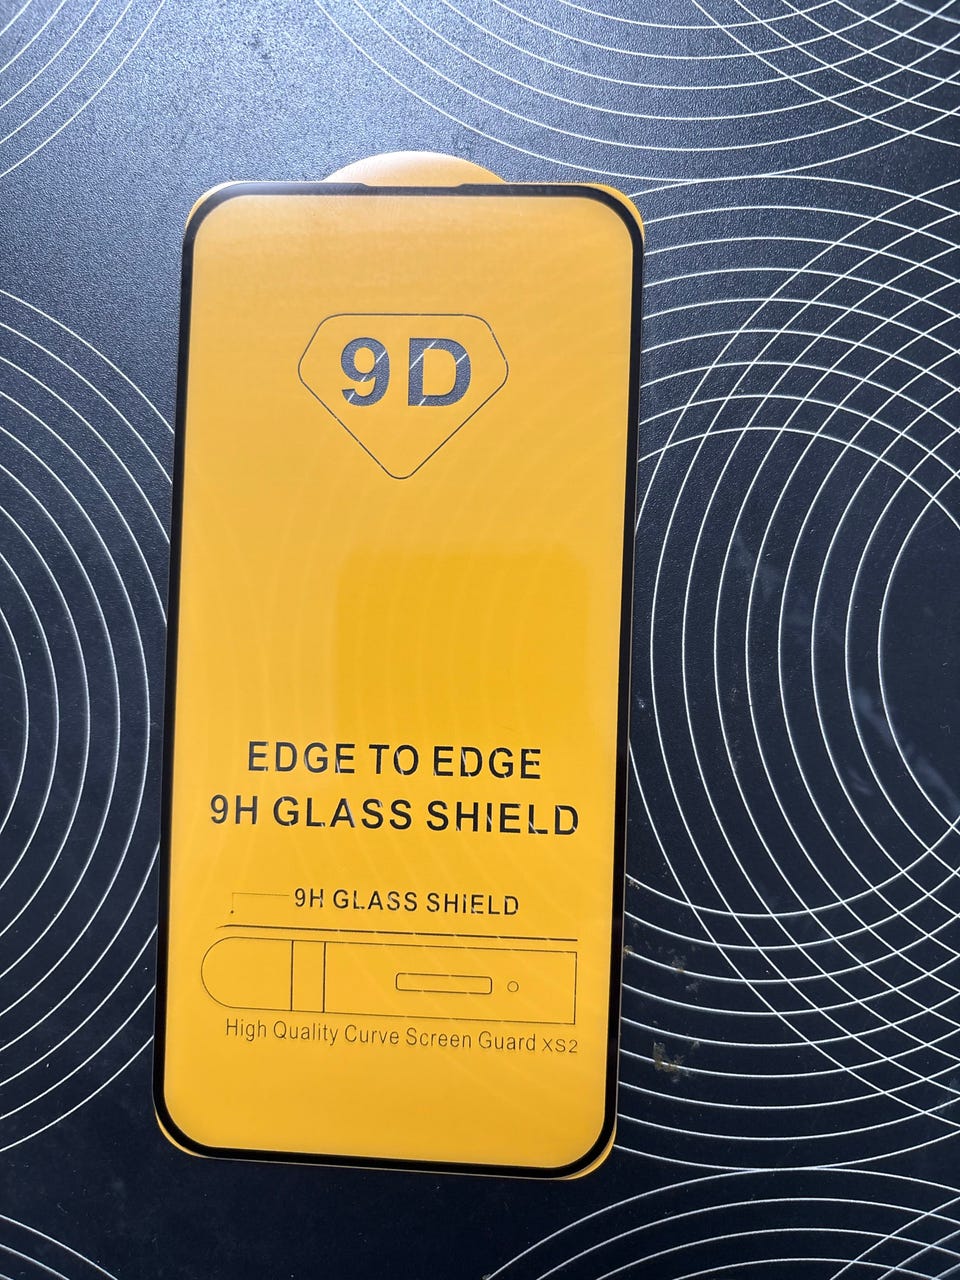 9D
EDGE TO EDGE
9H GLASS SHIELD
9H GLASS SHIELD
High Quality Curve Screen Guard XS2